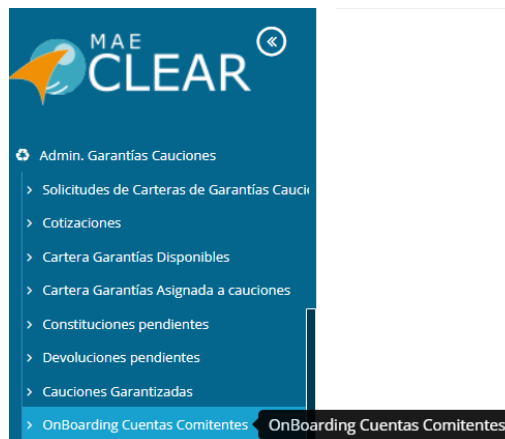 MAE
CLEAR
Admin. Garantías Cauciones
Solicitudes de Carteras de Garantías
Cotizaciones
Cartera Garantías Disponibles
Cartera Garantías Asignada a cauciones
Constituciones pendientes
Devoluciones pendientes
Cauciones Garantizadas
OnBoarding Cuentas Comitentes OnBoarding Cuentas Comitentes